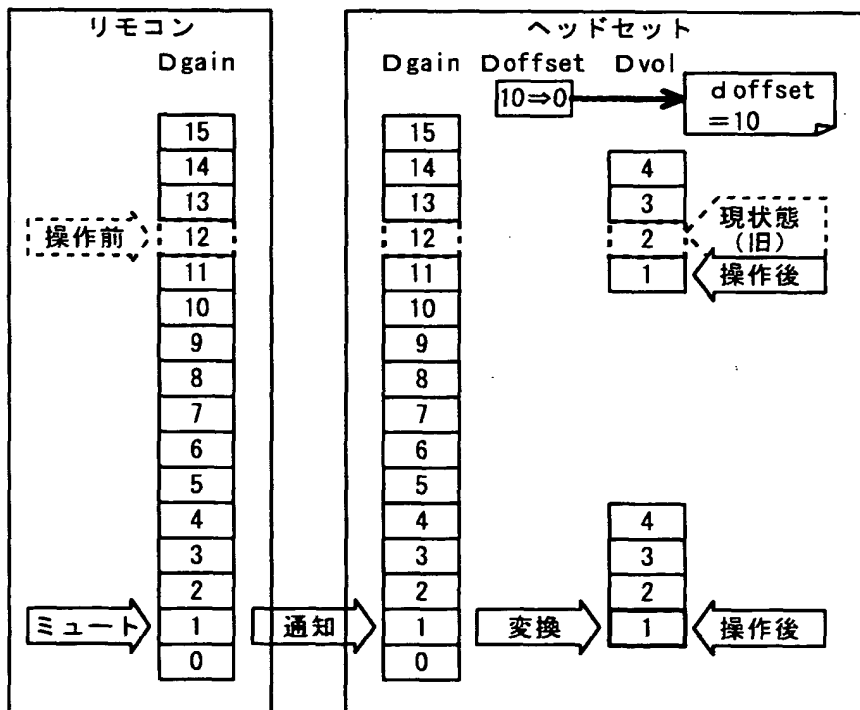 リモコン
ヘッドセット
Dgain
Dgain
Doffset
Dvol
10⇒0
doffset
=10
15
14
13
12
11
10
9
8
7
6
5
4
3
2
1
0
操作前
ミュート
通知
15
14
13
12
11
10
9
8
7
6
5
4
3
2
1
0
変換
4
3
2
1
現状態
(旧)
操作後
4
3
2
1
操作後